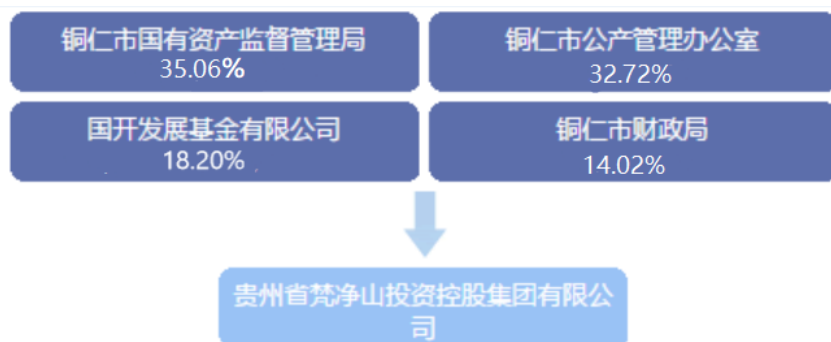 铜仁市国有资产监督管理局
35.06%
铜仁市公产管理办公室
32.72%
国开发展基金有限公司
18.20%
铜仁市财政局
14.02%
贵州省梵净山投资控股集团有限公
司